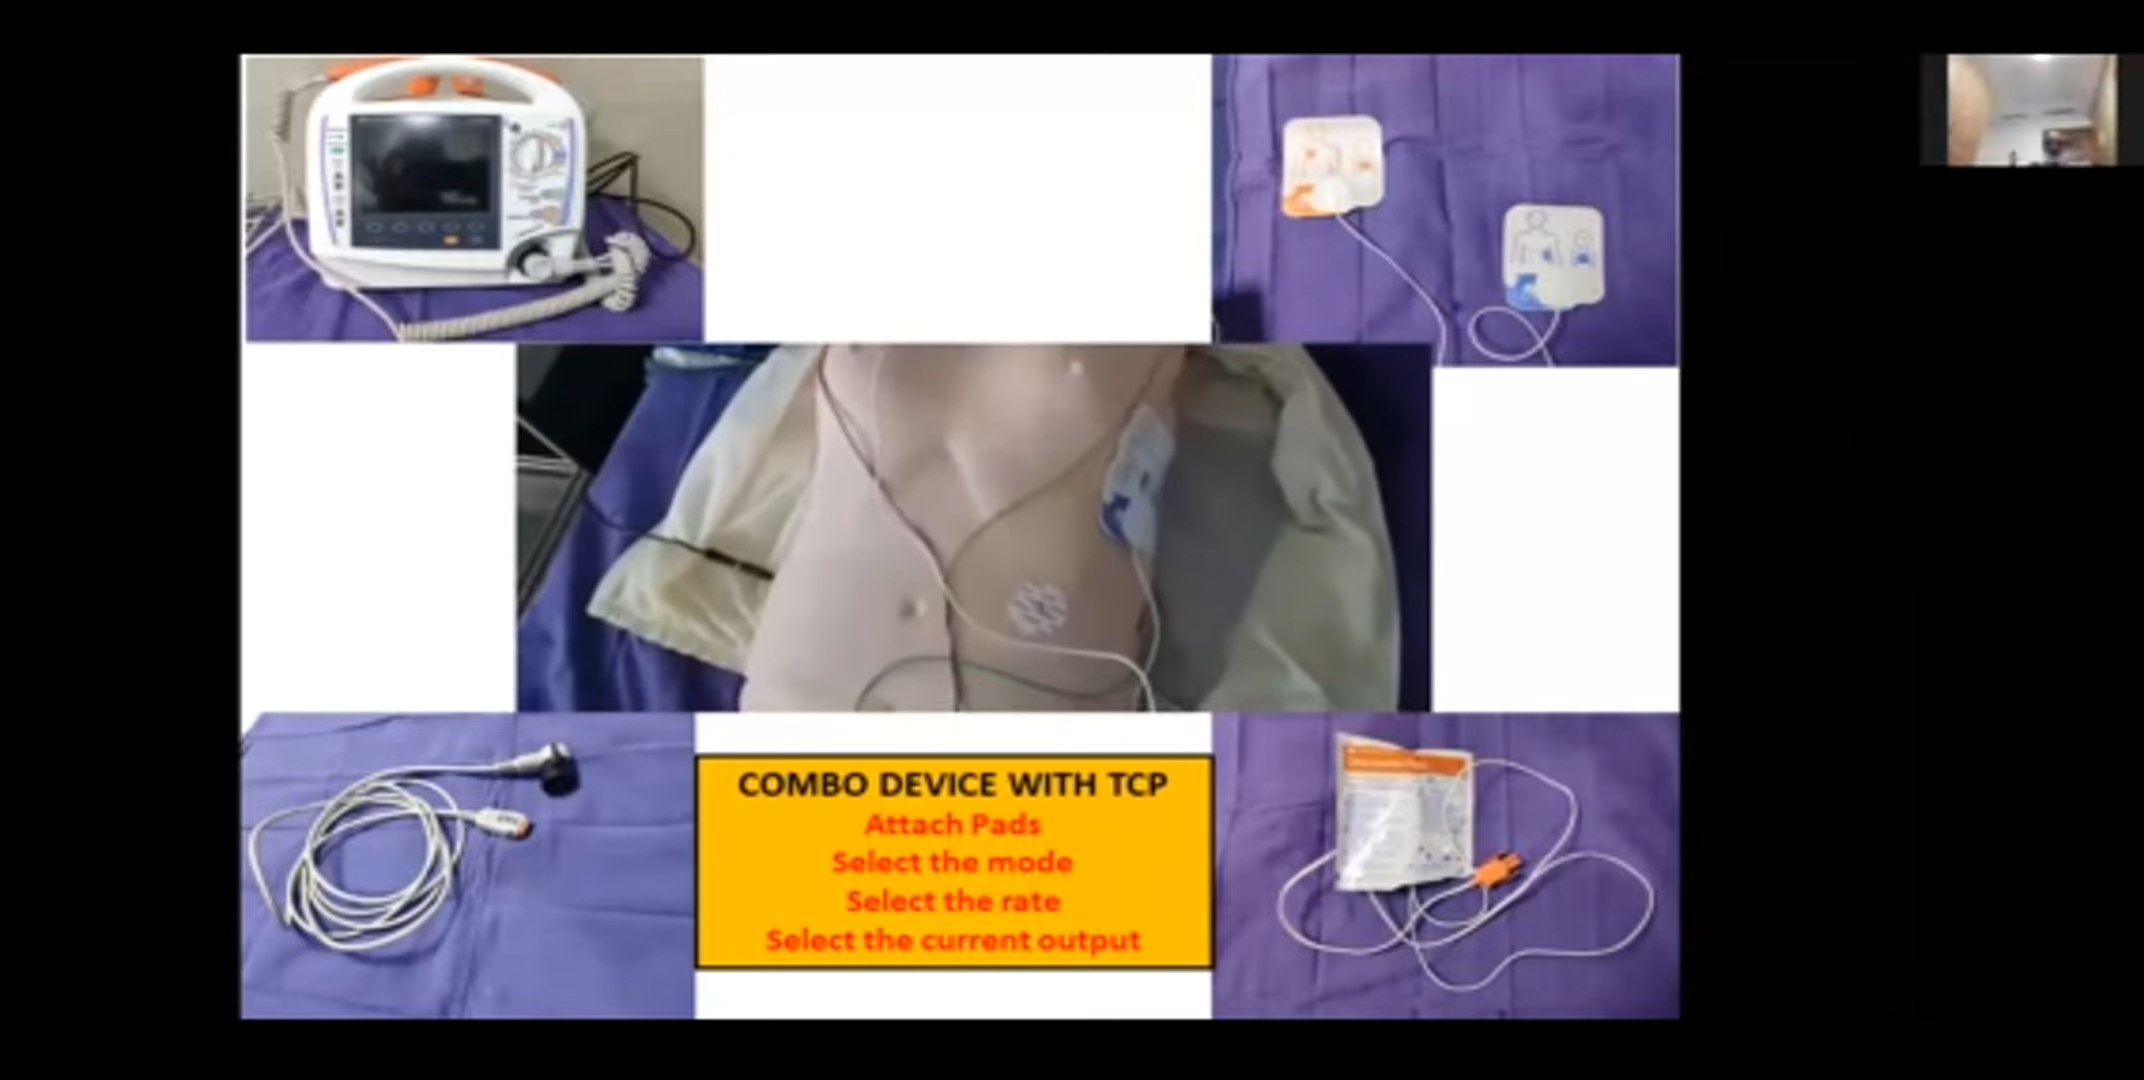 COMBO DEVICE WITH TCP
Attach Pads
Select the mode
Select the rate
Select the current output